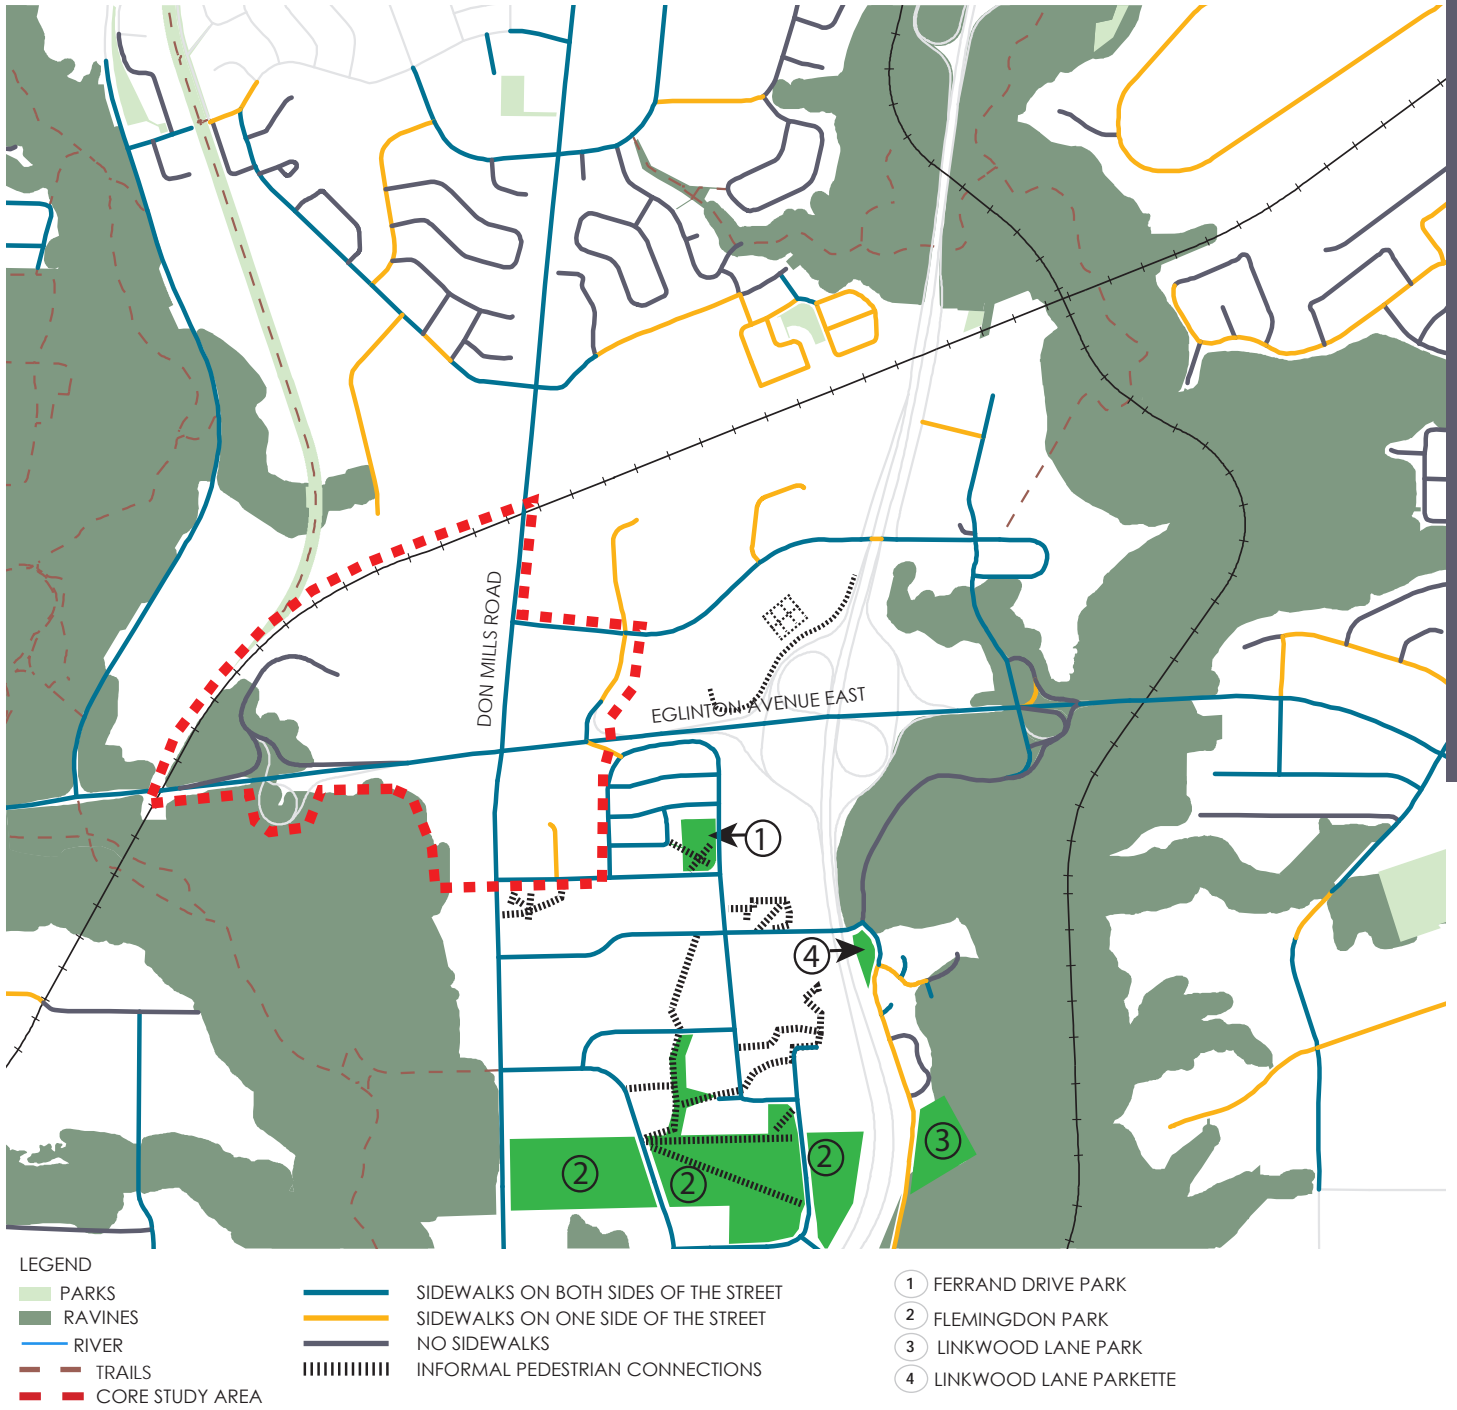 DON MILLS ROAD
EGLINTON AVENUE EAST
1
4
2
2
2
3
LEGEND
PARKS
RAVINES
RIVER
TRAILS
CORE STUDY AREA
SIDEWALKS ON BOTH SIDES OF THE STREET
SIDEWALKS ON ONE SIDE OF THE STREET
NO SIDEWALKS
INFORMAL PEDESTRIAN CONNECTIONS
1 FERRAND DRIVE PARK
2 FLEMINGDON PARK
3 LINKWOOD LANE PARK
4 LINKWOOD LANE PARKETTE